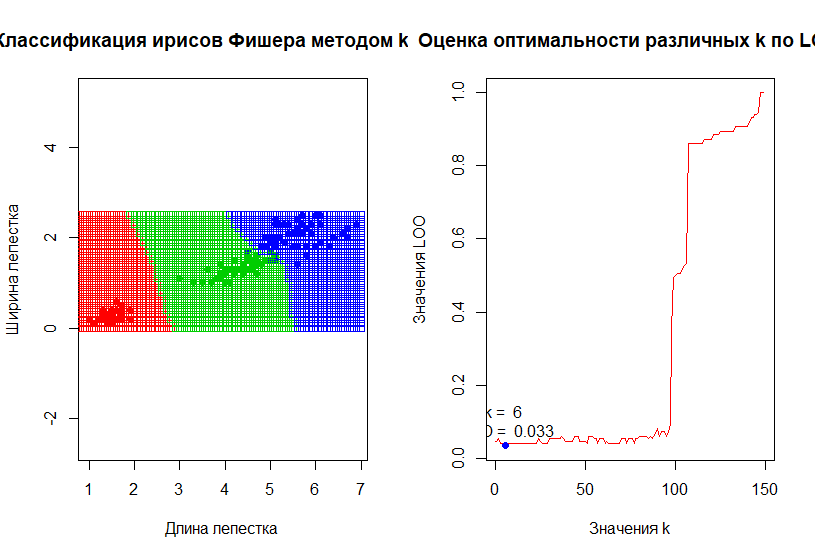 Классификация ирисов Фишера методом k
Ширина лепестка
4
2
0
-2
1 2 3 4 5 6 7
Длина лепестка
Оценка оптимальности различных k по LO
Значения LOO
1.0
0.8
0.6
0.4
0.2
0.0
k = 6
O = 0.033
0 50 100 150
Значения k